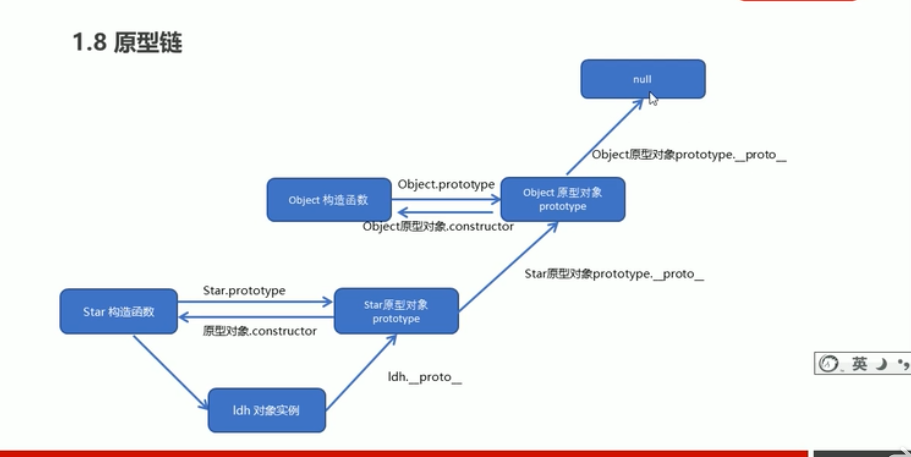 1.8 原型链
null
Object原型对象prototype.__proto__
Object.prototype
Object 构造函数
Object 原型对象
prototype
Object原型对象.constructor
Star原型对象prototype.__proto__
Star.prototype
Star 构造函数
Star原型对象
prototype
原型对象.constructor
ldh.__proto__
ldh 对象实例
英